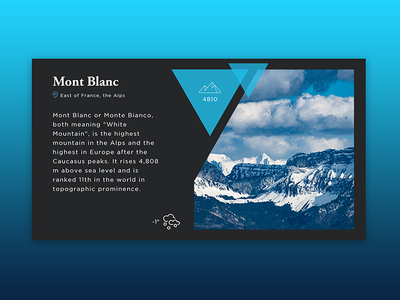 Mont Blanc
East of France, the Alps
4810
Mont Blanc or Monte Bianco,
both meaning "White
Mountain", is the highest
mountain in the Alps and the
highest in Europe after the
Caucasus peaks. It rises 4,808
m above sea level and is
ranked 11th in the world in
topographic prominence.
-1°